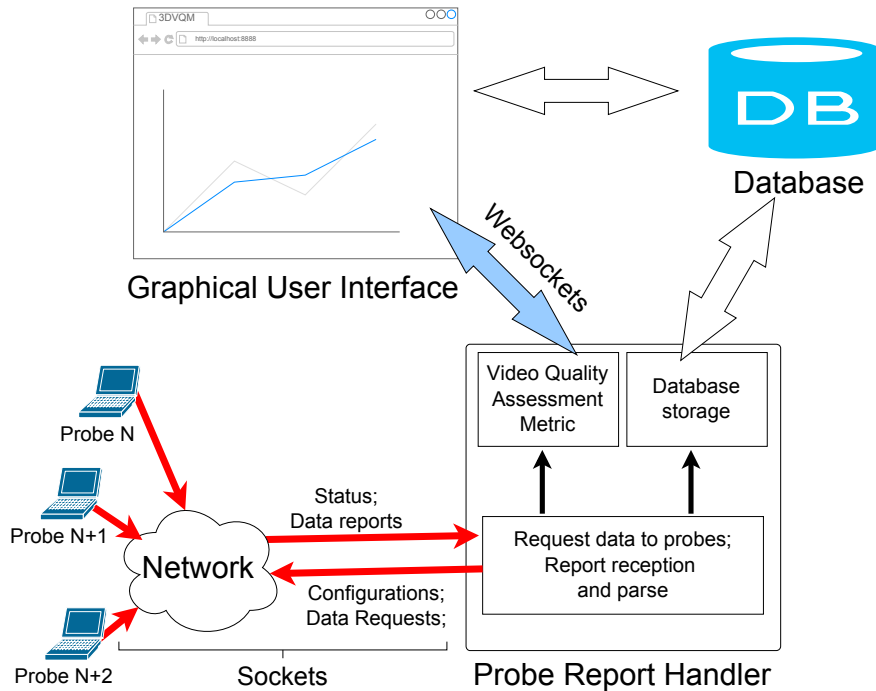 3DVQM
http://localhost:8888
DB
Database
Graphical User Interface
Websockets
Video Quality
Assessment
Metric
Database
storage
Probe N
Probe N+1
Probe N+2
Network
Status;
Data reports
Configurations;
Data Requests;
Request data to probes;
Report reception
and parse
Sockets
Probe Report Handler